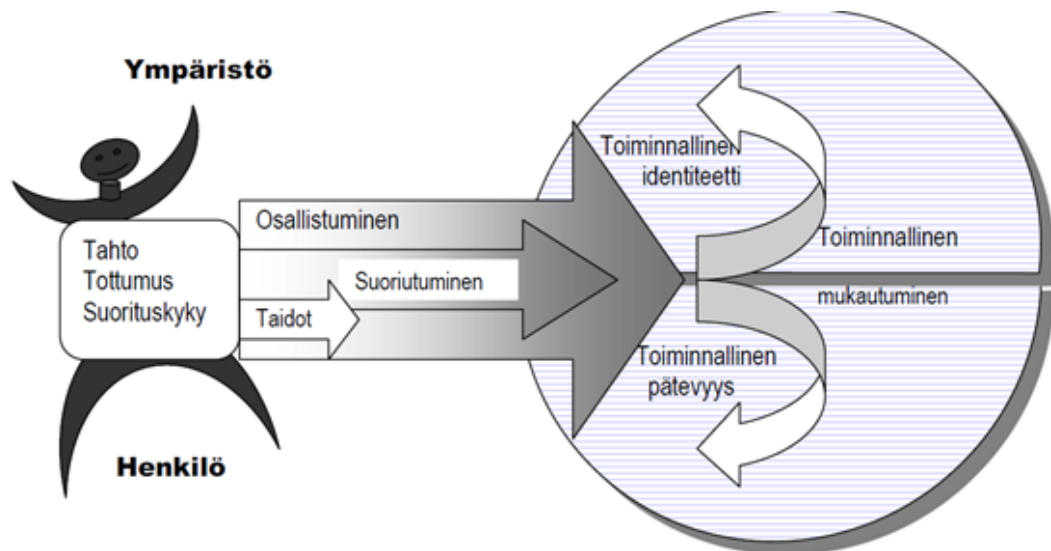 Ympäristö
Tahto
Tottumus
Suorituskyky
Henkilö
Osallistuminen
Suoriutuminen
Taidot
Toiminnallinen
identiteetti
Toiminnallinen
mukautuminen
Toiminnallinen
pätevyys